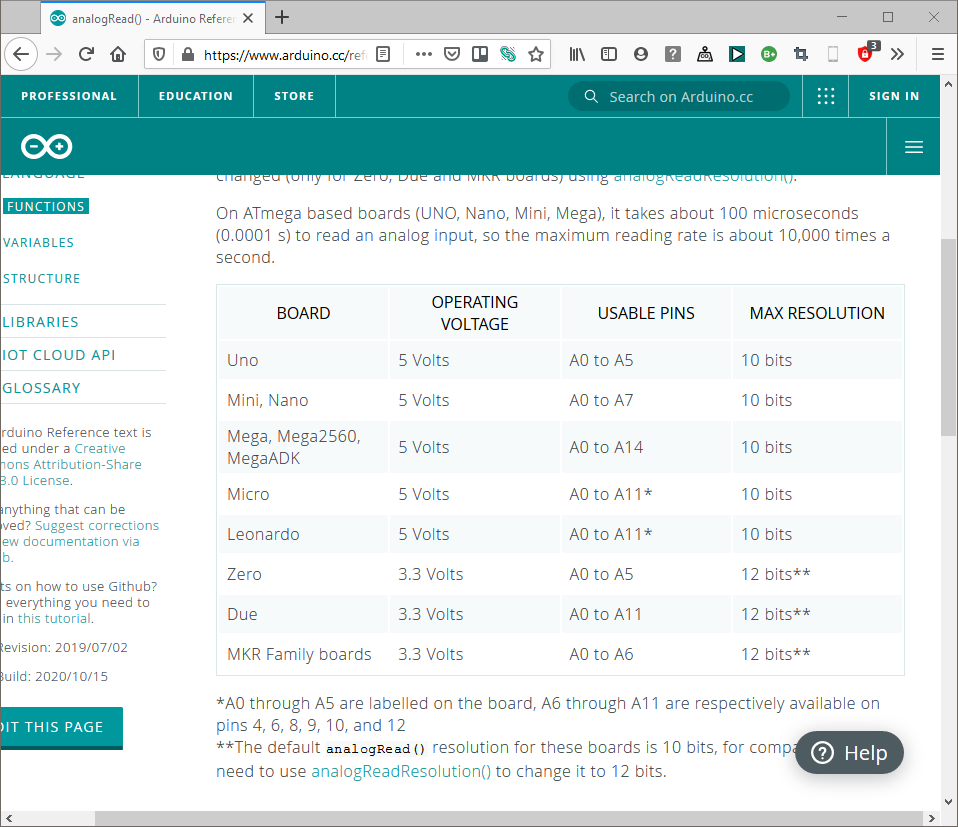 analogRead() - Arduino Refere
https://www.arduino.cc/refe
3
PROFESSIONAL
EDUCATION
STORE
Search on Arduino.cc
SIGN IN
LANGUAGE
FUNCTIONS
VARIABLES
STRUCTURE
LIBRARIES
IOT CLOUD API
GLOSSARY
rduino Reference text is
ed under a Creative
mons Attribution-Share
3.0 License.
anything that can be
oved? Suggest corrections
ew documentation via
b.
ts on how to use Github?
everything you need to
in this tutorial.
Revision: 2019/07/02
Build: 2020/10/15
DIT THIS PAGE
changed (only for Zero, Due and MKR boards) using analogReadResolution().
On ATmega based boards (UNO, Nano, Mini, Mega), it takes about 100 microseconds
(0.0001 s) to read an analog input, so the maximum reading rate is about 10,000 times a
second.
BOARD OPERATING VOLTAGE USABLE PINS MAX RESOLUTION
Uno 5 Volts A0 to A5 10 bits
Mini, Nano 5 Volts A0 to A7 10 bits
Mega, Mega2560, MegaADK 5 Volts A0 to A14 10 bits
Micro 5 Volts A0 to A11* 10 bits
Leonardo 5 Volts A0 to A11* 10 bits
Zero 3.3 Volts A0 to A5 12 bits**
Due 3.3 Volts A0 to A11 12 bits**
MKR Family boards 3.3 Volts A0 to A6 12 bits**
*A0 through A5 are labelled on the board, A6 through A11 are respectively available on
pins 4, 6, 8, 9, 10, and 12
**The default analogRead() resolution for these boards is 10 bits, for compa
need to use analogReadResolution() to change it to 12 bits.
Help